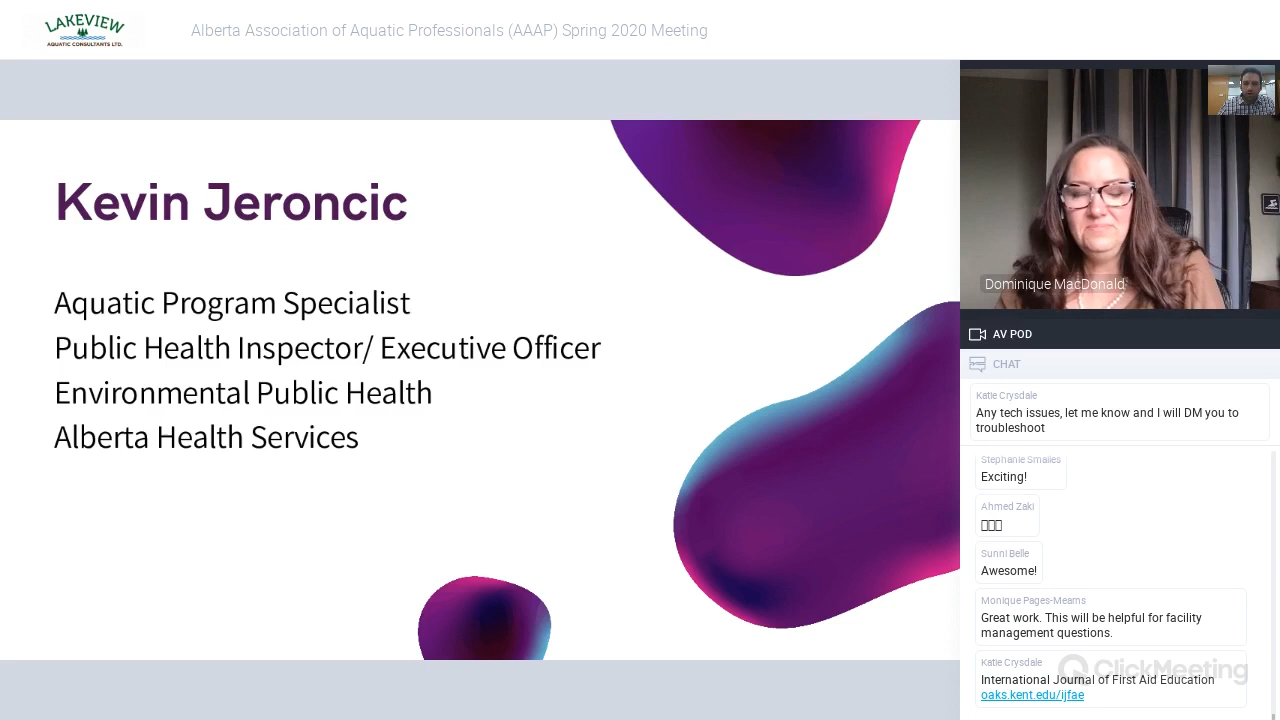 LAKEVIEW
AQUATIC CONSULTANTS LTD.
Alberta Association of Aquatic Professionals (AAAP) Spring 2020 Meeting
Kevin Jeroncic
Aquatic Program Specialist
Public Health Inspector/ Executive Officer
Environmental Public Health
Alberta Health Services
Dominique MacDonald
AV POD
CHAT
Katie Crysdale
Any tech issues, let me know and I will DM you to
troubleshoot
Stephanie Smalles
Exciting!
Ahmed Zaki
Sunni Belle
Awesome!
Monique Pages-Mearns
Great work. This will be helpful for facility
management questions.
Katie Crysdale
International Journal of First Aid Education
oaks.kent.edu/ijfae
ClickMeeting